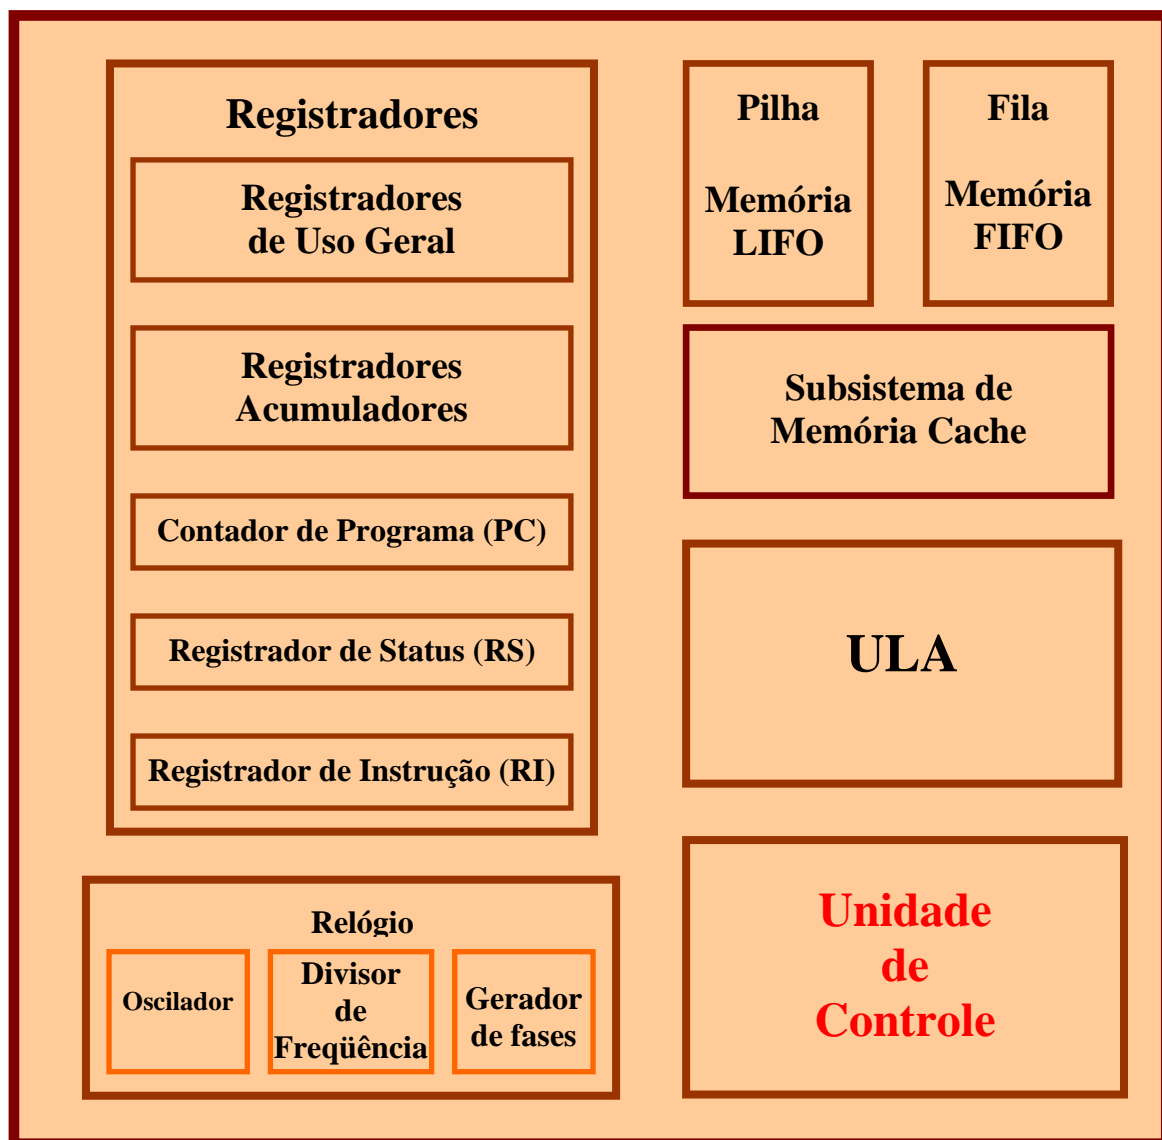 Registradores
Registradores
de Uso Geral
Registradores
Acumuladores
Contador de Programa (PC)
Registrador de Status (RS)
Registrador de Instrução (RI)
Pilha
Memória
LIFO
Fila
Memória
FIFO
Subsistema de
Memória Cache
ULA
Relógio
Oscilador
Divisor
de
Freqüência
Gerador
de fases
Unidade
de
Controle